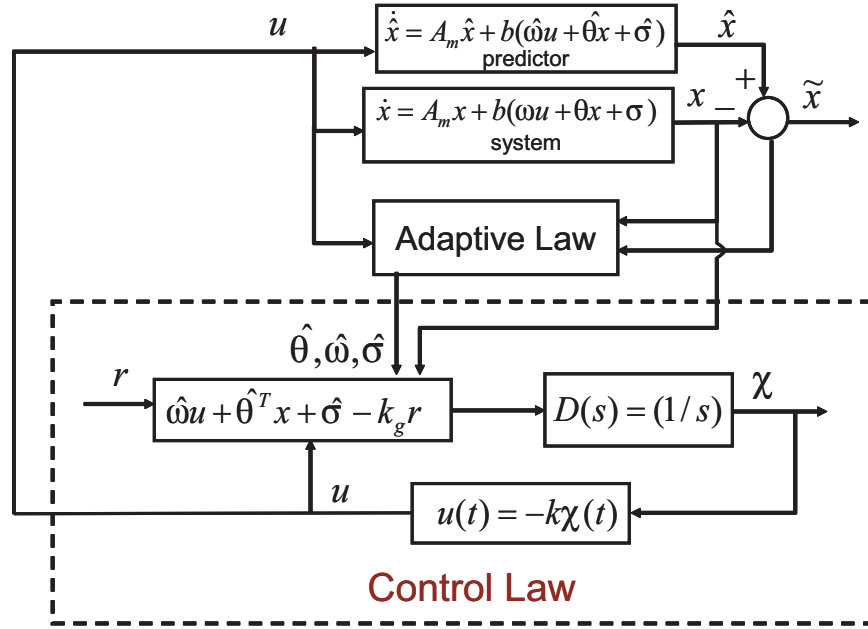 u
ẋ̂ = A_m x̂ + b(ω̂u + θ̂x + σ̂)
predictor
x̂
+
x̃
ẋ = A_m x + b(ωu + θx + σ)
system
x
−
Adaptive Law
θ̂,ω̂,σ̂
r
ω̂u + θ̂^T x + σ̂ − k_g r
D(s) = (1/s)
χ
u
u(t) = −kχ(t)
Control Law